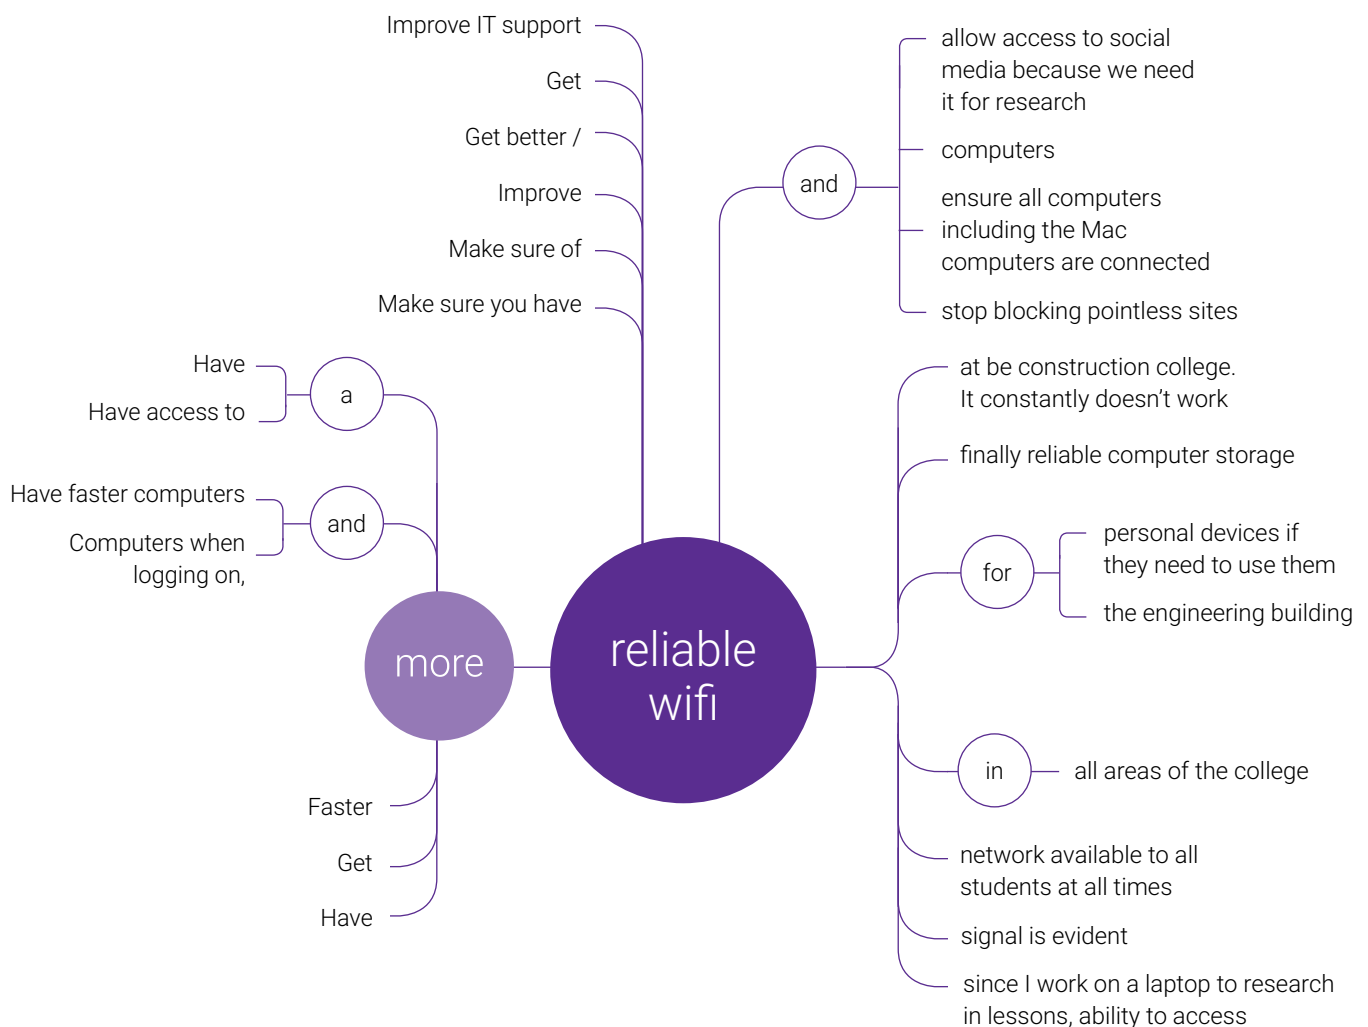 Improve IT support
Get
Get better /
Improve
Make sure of
Make sure you have
Have
Have access to
a
Have faster computers
Computers when
logging on,
and
more
Faster
Get
Have
reliable
wifi
and
allow access to social
media because we need
it for research
computers
ensure all computers
including the Mac
computers are connected
stop blocking pointless sites
at be construction college.
It constantly doesn’t work
finally reliable computer storage
for
personal devices if
they need to use them
the engineering building
in
all areas of the college
network available to all
students at all times
signal is evident
since I work on a laptop to research
in lessons, ability to access